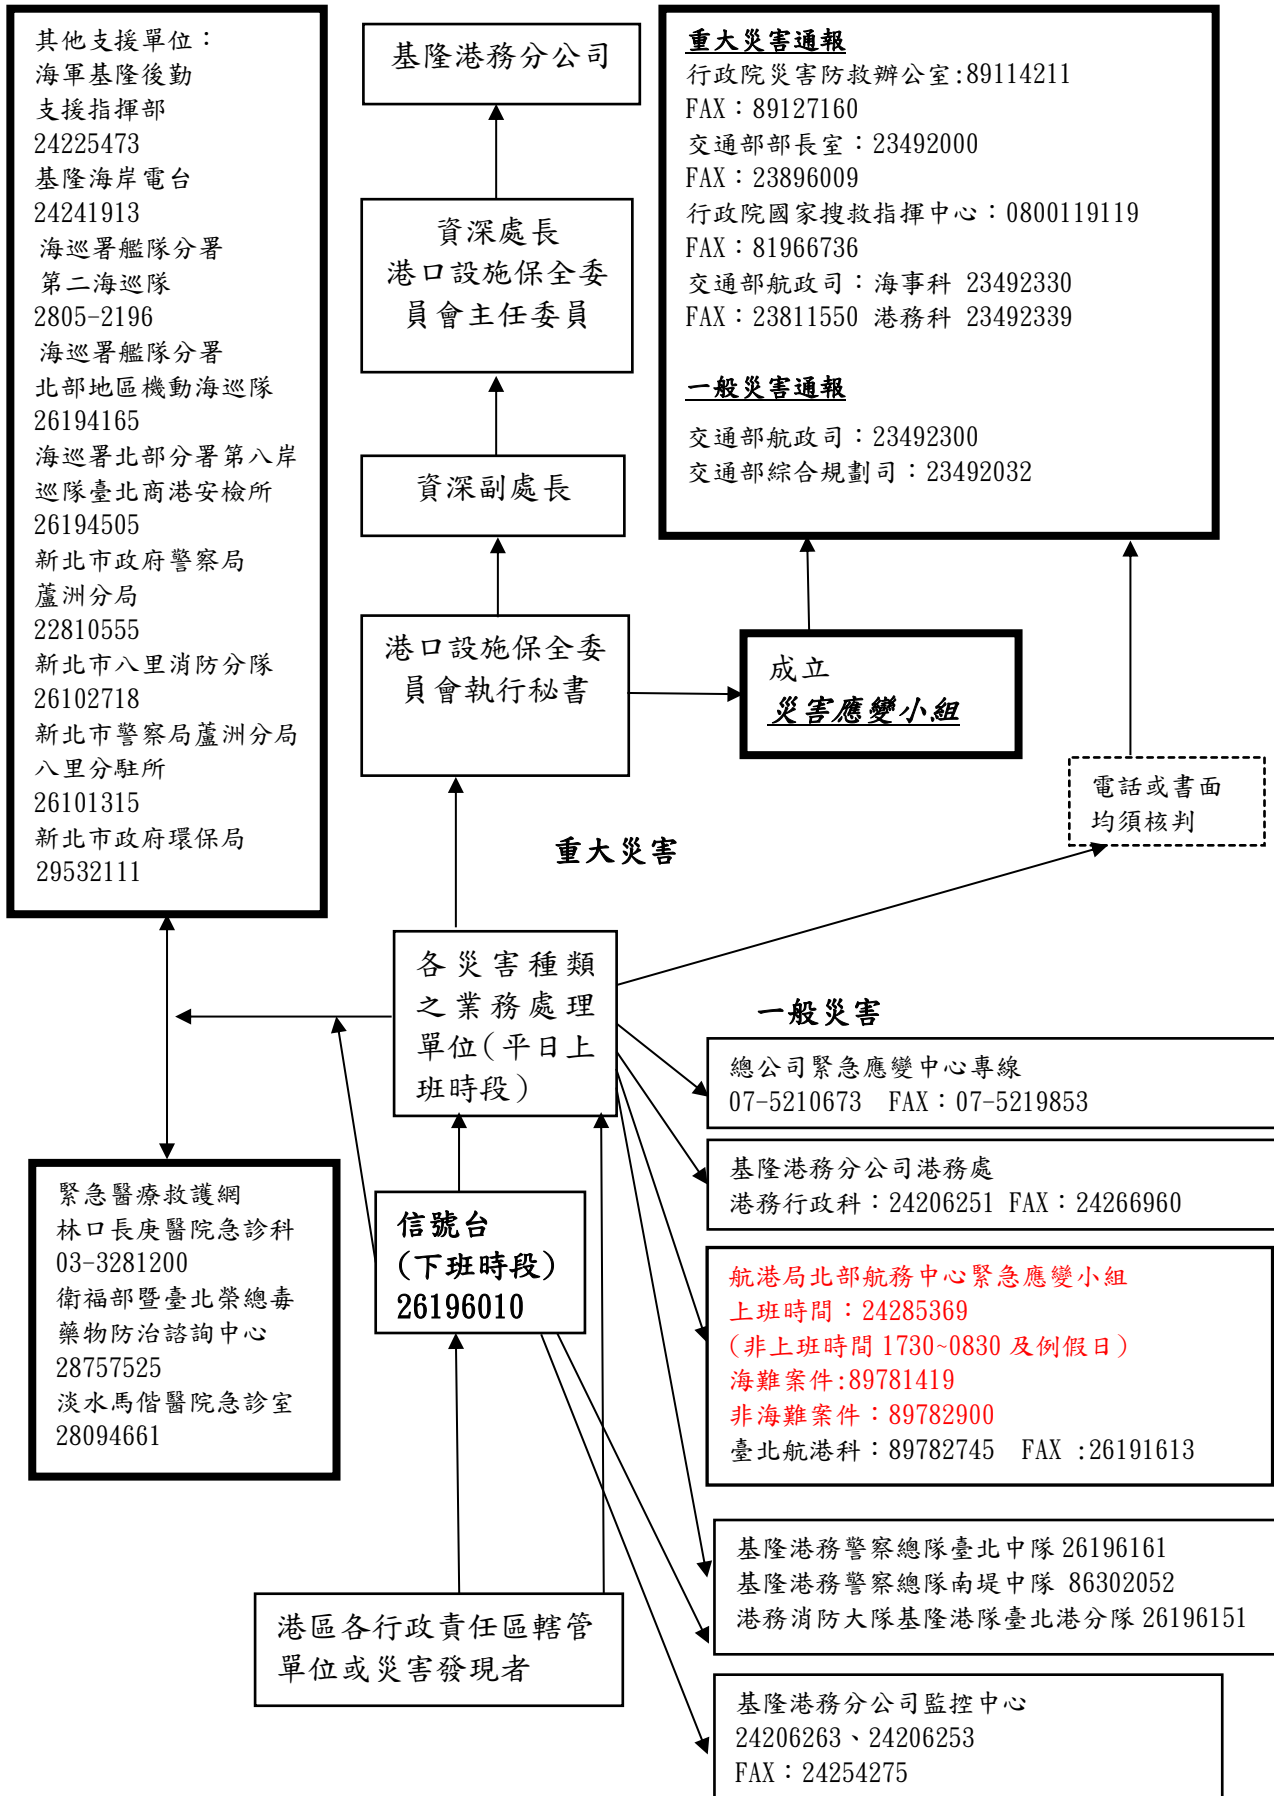 其他支援單位：
海軍基隆後勤
支援指揮部
24225473
基隆海岸電台
24241913
海巡署艦隊分署
第二海巡隊
2805-2196
海巡署艦隊分署
北部地區機動海巡隊
26194165
海巡署北部分署第八岸
巡隊臺北商港安檢所
26194505
新北市政府警察局
蘆洲分局
22810555
新北市八里消防分隊
26102718
新北市警察局蘆洲分局
八里分駐所
26101315
新北市政府環保局
29532111
基隆港務分公司
資深處長
港口設施保全委
員會主任委員
資深副處長
港口設施保全委
員會執行秘書
重大災害通報
行政院災害防救辦公室:89114211
FAX：89127160
交通部部長室：23492000
FAX：23896009
行政院國家搜救指揮中心：0800119119
FAX：81966736
交通部航政司：海事科 23492330
FAX：23811550 港務科 23492339
一般災害通報
交通部航政司：23492300
交通部綜合規劃司：23492032
成立
災害應變小組
電話或書面
均須核判
重大災害
各災害種類
之業務處理
單位(平日上
班時段)
一般災害
總公司緊急應變中心專線
07-5210673 FAX：07-5219853
基隆港務分公司港務處
港務行政科：24206251 FAX：24266960
航港局北部航務中心緊急應變小組
上班時間：24285369
(非上班時間 1730~0830 及例假日)
海難案件:89781419
非海難案件：89782900
臺北航港科：89782745 FAX :26191613
緊急醫療救護網
林口長庚醫院急診科
03-3281200
衛福部暨臺北榮總毒
藥物防治諮詢中心
28757525
淡水馬偕醫院急診室
28094661
信號台
(下班時段)
26196010
基隆港務警察總隊臺北中隊 26196161
基隆港務警察總隊南堤中隊 86302052
港務消防大隊基隆港隊臺北港分隊 26196151
港區各行政責任區轄管
單位或災害發現者
基隆港務分公司監控中心
24206263、24206253
FAX：24254275